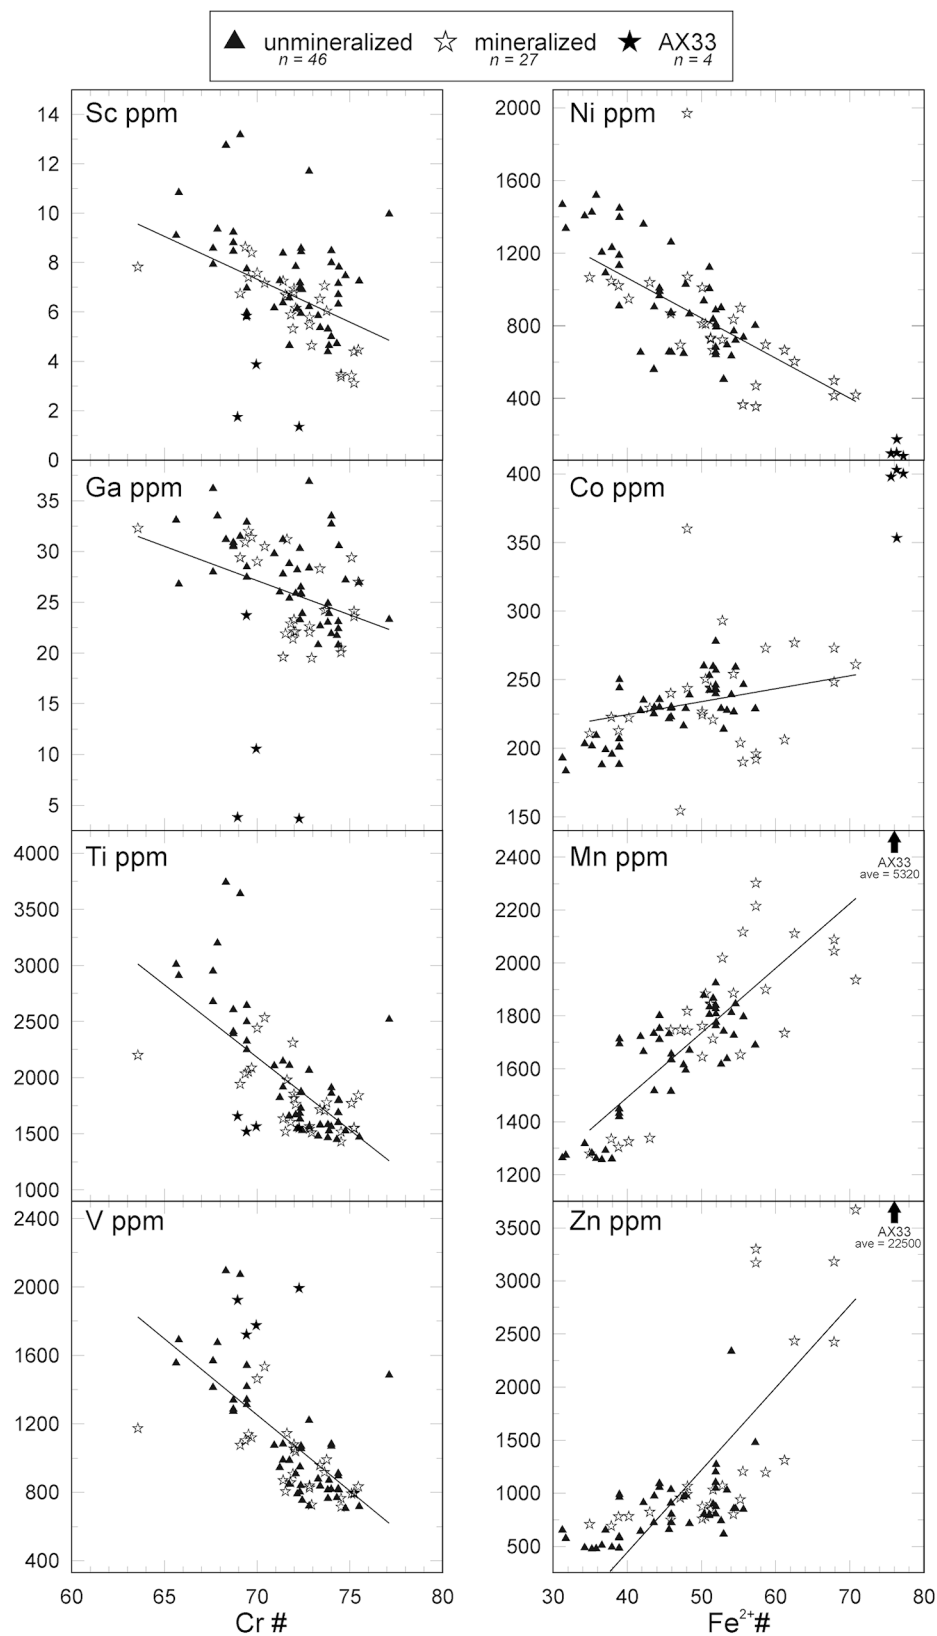 unmineralized mineralized AX33
n = 46 n = 27 n = 4
Sc ppm
14
12
10
8
6
4
2
0
Ga ppm
35
30
25
20
15
10
5
Ti ppm
4000
3500
3000
2500
2000
1500
1000
V ppm
2400
2000
1600
1200
800
400
60 65 70 75 80
Cr #
Ni ppm
2000
1600
1200
800
400
Co ppm
400
350
300
250
200
150
Mn ppm
AX33
ave = 5320
2400
2200
2000
1800
1600
1400
1200
Zn ppm
AX33
ave = 22500
3500
3000
2500
2000
1500
1000
500
30 40 50 60 70 80
Fe²⁺#